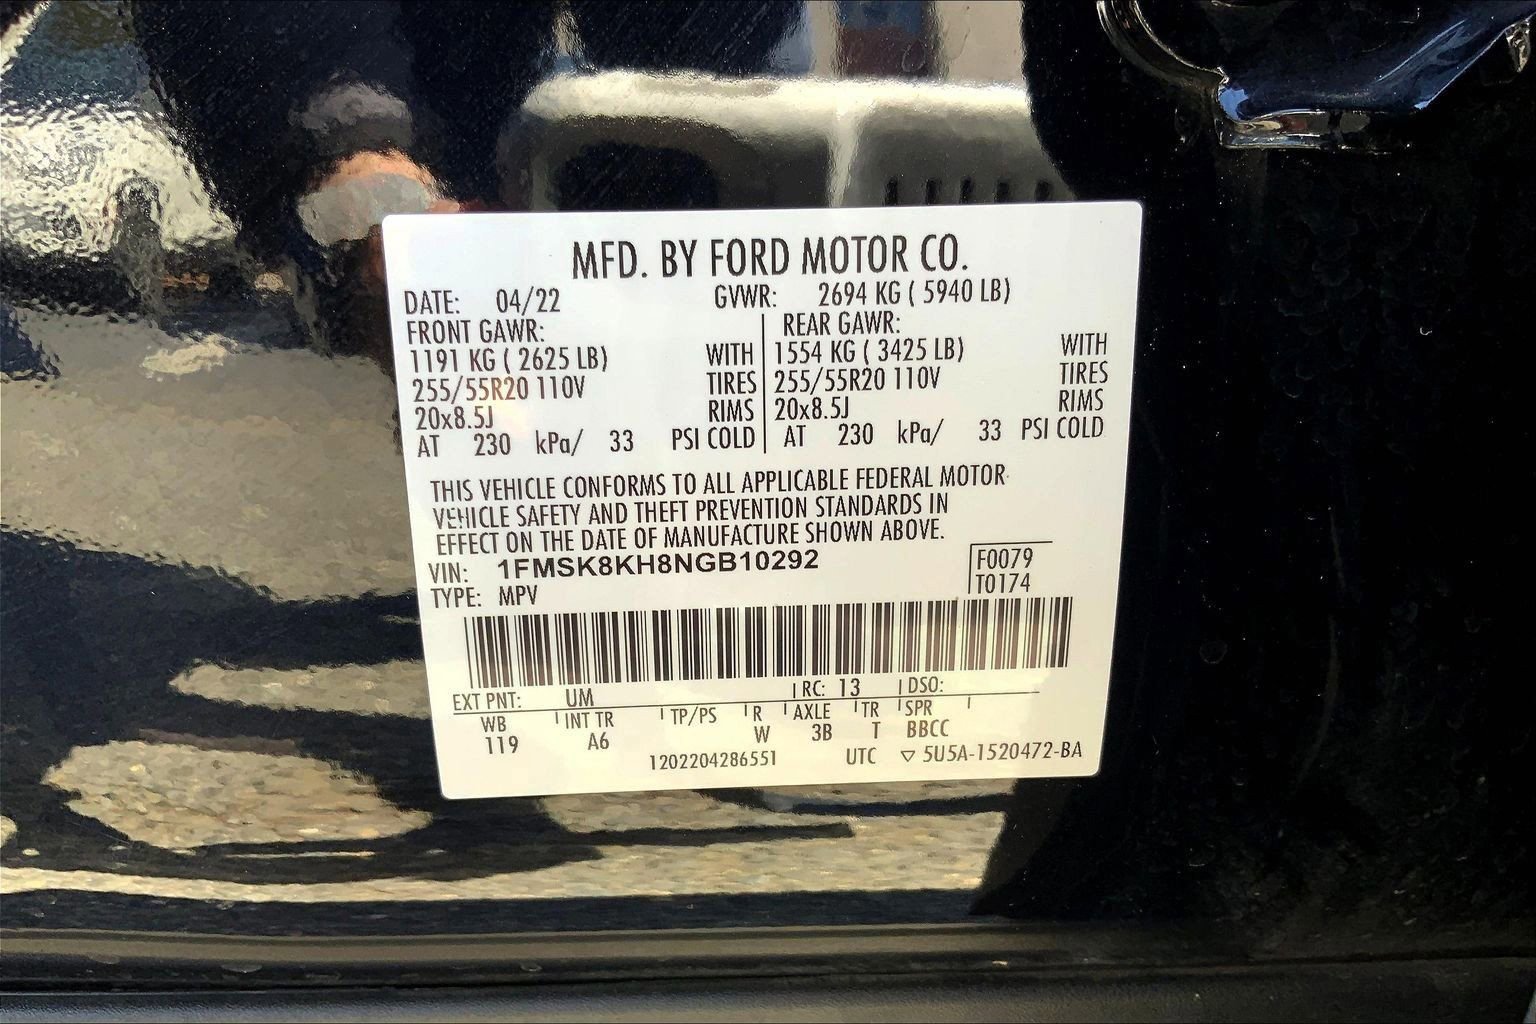 MFD. BY FORD MOTOR CO.
DATE: 04/22 GVWR: 2694 KG ( 5940 LB)
FRONT GAWR: REAR GAWR:
1191 KG ( 2625 LB) WITH 1554 KG ( 3425 LB) WITH
255/55R20 110V TIRES 255/55R20 110V TIRES
20x8.5J RIMS 20x8.5J RIMS
AT 230 kPa/ 33 PSI COLD AT 230 kPa/ 33 PSI COLD
THIS VEHICLE CONFORMS TO ALL APPLICABLE FEDERAL MOTOR
VEHICLE SAFETY AND THEFT PREVENTION STANDARDS IN
EFFECT ON THE DATE OF MANUFACTURE SHOWN ABOVE.
VIN: 1FMSK8KH8NGB10292 F0079
TYPE: MPV T0174
EXT PNT: UM RC: 13 DSO:
WB INT TR TP/PS R AXLE TR SPR
119 A6 W 3B T BBCC
1202204286551 UTC ▽ 5U5A-1520472-BA